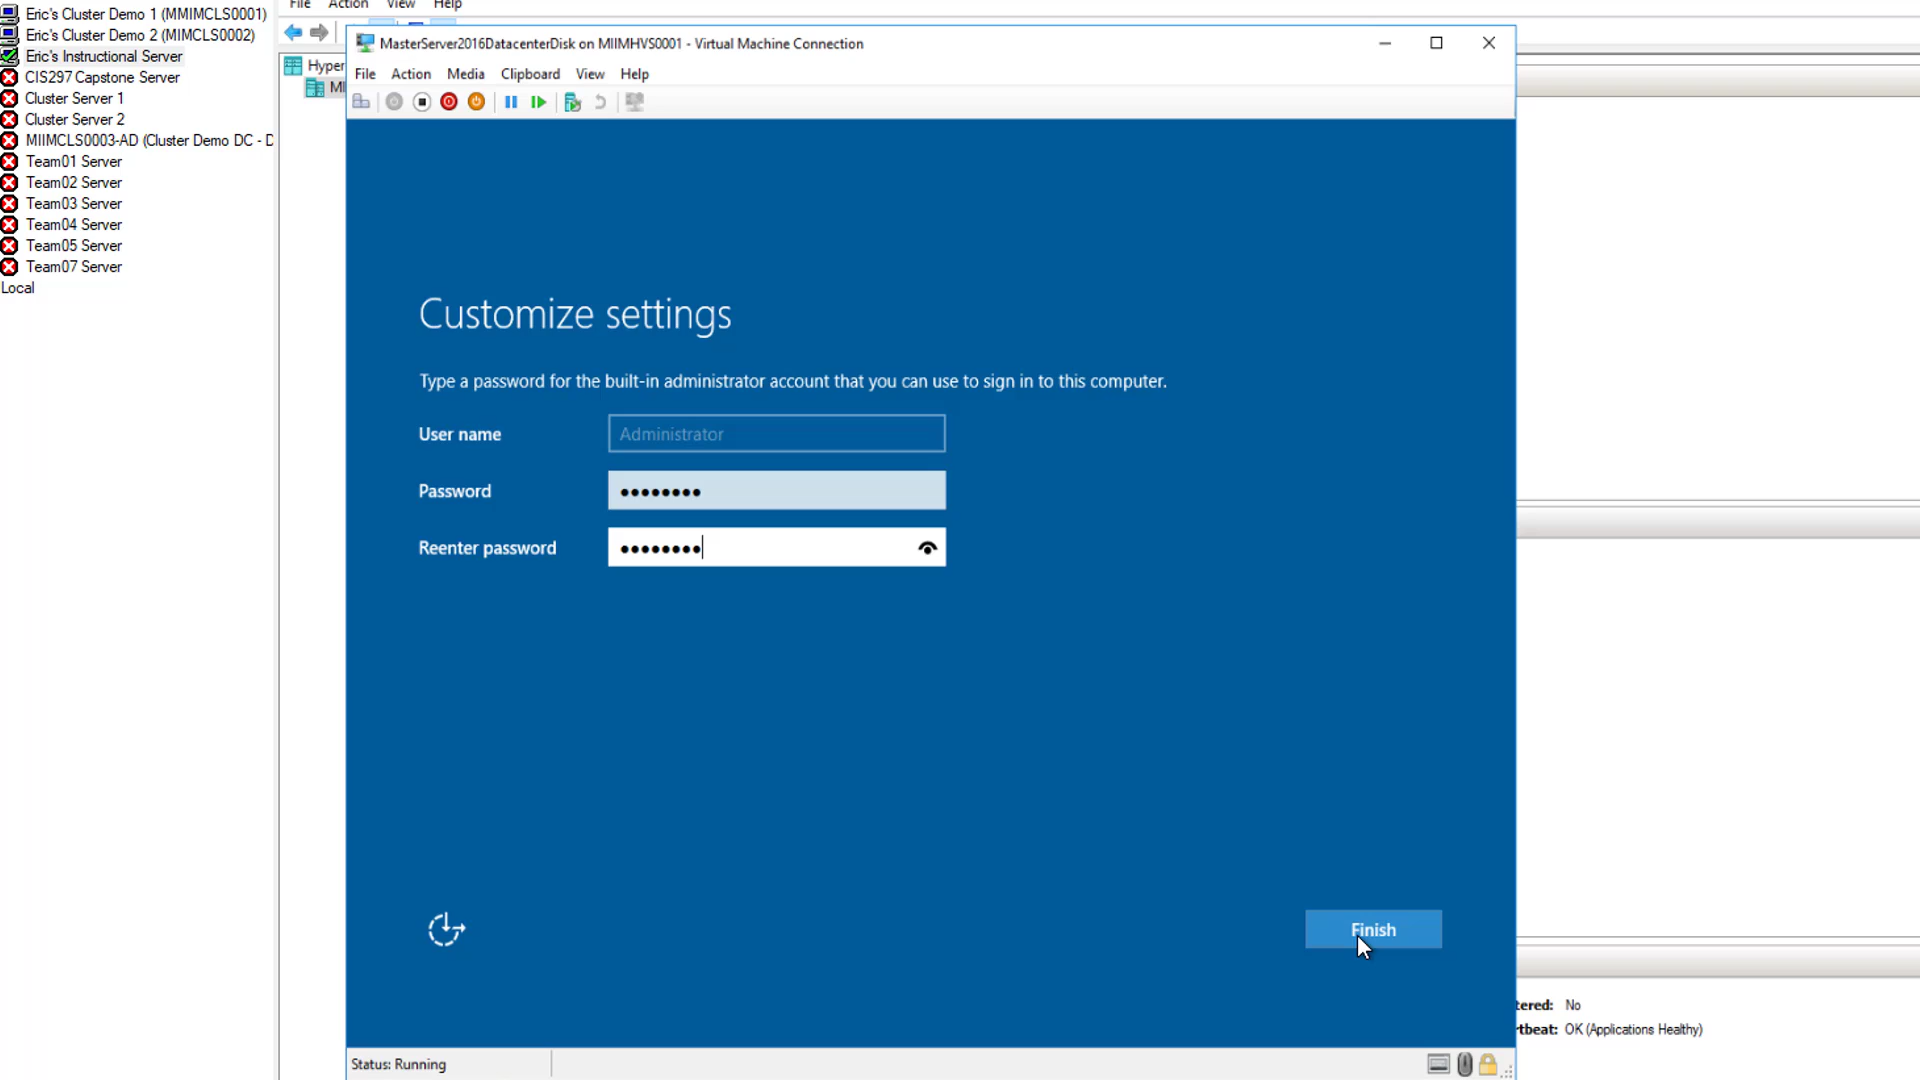 Eric's Cluster Demo 1 (MMIMCLS0001)
Eric's Cluster Demo 2 (MIMCLS0002)
Eric's Instructional Server
CIS297 Capstone Server
Cluster Server 1
Cluster Server 2
MIIMCLS0003-AD (Cluster Demo DC - D
Team01 Server
Team02 Server
Team03 Server
Team04 Server
Team05 Server
Team07 Server
Local
File Action View Help
Hyper
MI
MasterServer2016DatacenterDisk on MIIMHVS0001 - Virtual Machine Connection
File Action Media Clipboard View Help
Customize settings
Type a password for the built-in administrator account that you can use to sign in to this computer.
User name Administrator
Password ●●●●●●●●
Reenter password ●●●●●●●●
Finish
Status: Running
tered: No
rtbeat: OK (Applications Healthy)